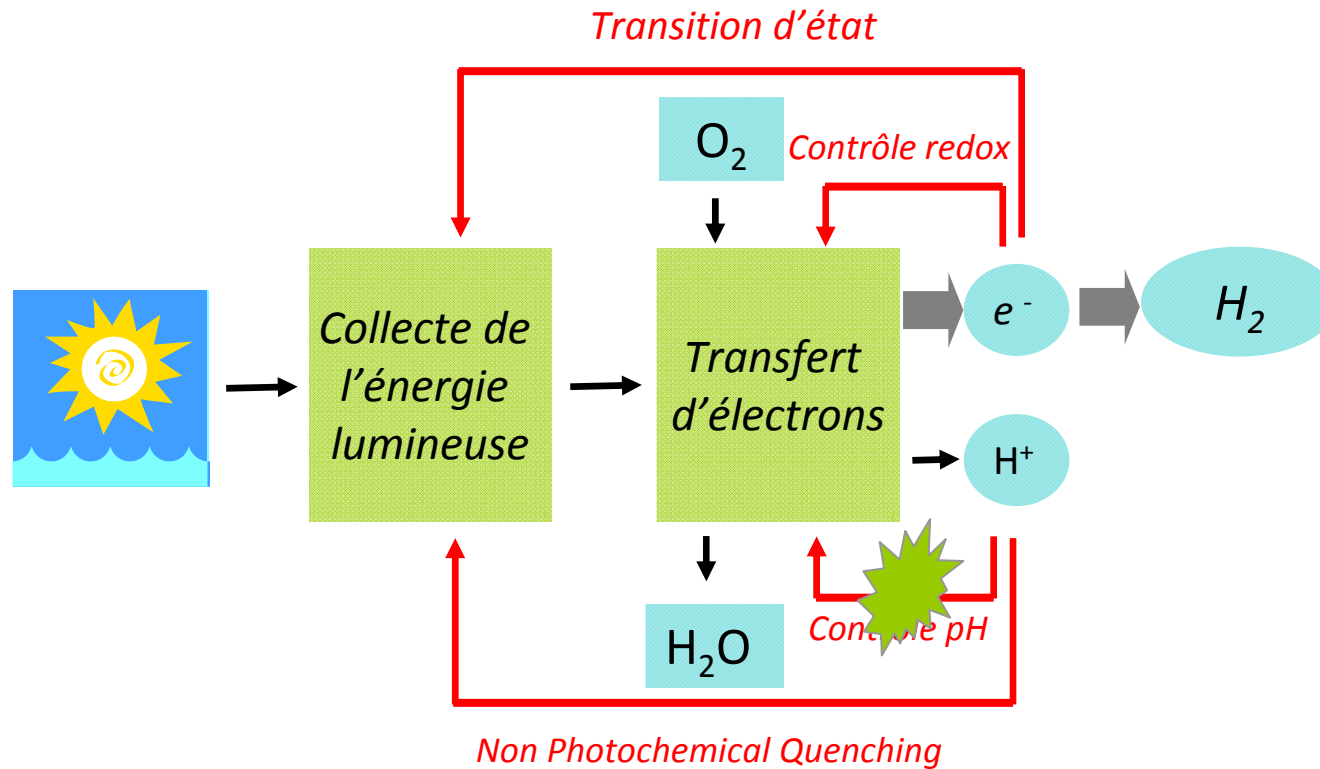 Transition d’état
O₂
Contrôle redox
Collecte de
l’énergie
lumineuse
Transfert
d’électrons
e -
H₂
H⁺
H₂O
pH
Non Photochemical Quenching